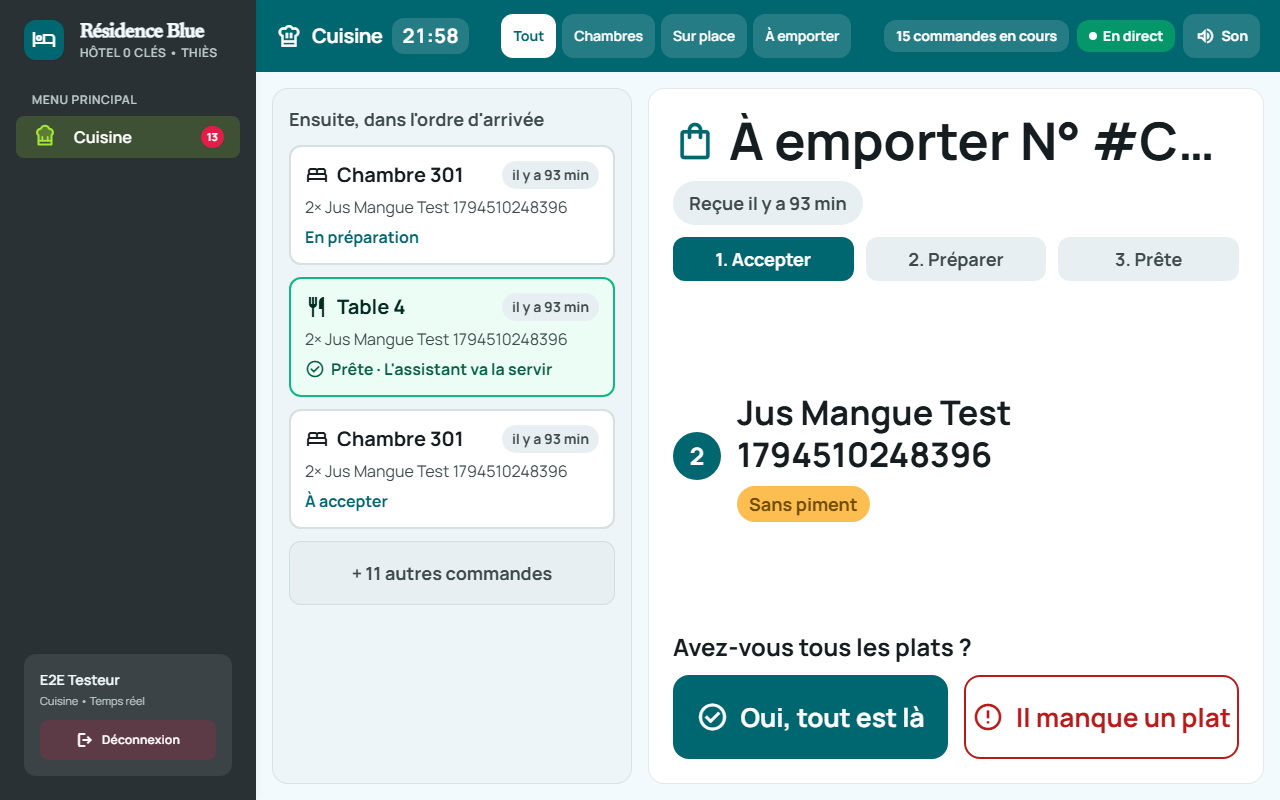 Résidence Blue
HÔTEL 0 CLÉS • THIÈS
MENU PRINCIPAL
Cuisine 13
E2E Testeur
Cuisine • Temps réel
Déconnexion
Cuisine 21:58
Tout Chambres Sur place À emporter
15 commandes en cours En direct Son
Ensuite, dans l'ordre d'arrivée
Chambre 301 il y a 93 min
2× Jus Mangue Test 1794510248396
En préparation
Table 4 il y a 93 min
2× Jus Mangue Test 1794510248396
Prête · L'assistant va la servir
Chambre 301 il y a 93 min
2× Jus Mangue Test 1794510248396
À accepter
+ 11 autres commandes
À emporter N° #C...
Reçue il y a 93 min
1. Accepter 2. Préparer 3. Prête
Jus Mangue Test
2 1794510248396
Sans piment
Avez-vous tous les plats ?
Oui, tout est là Il manque un plat